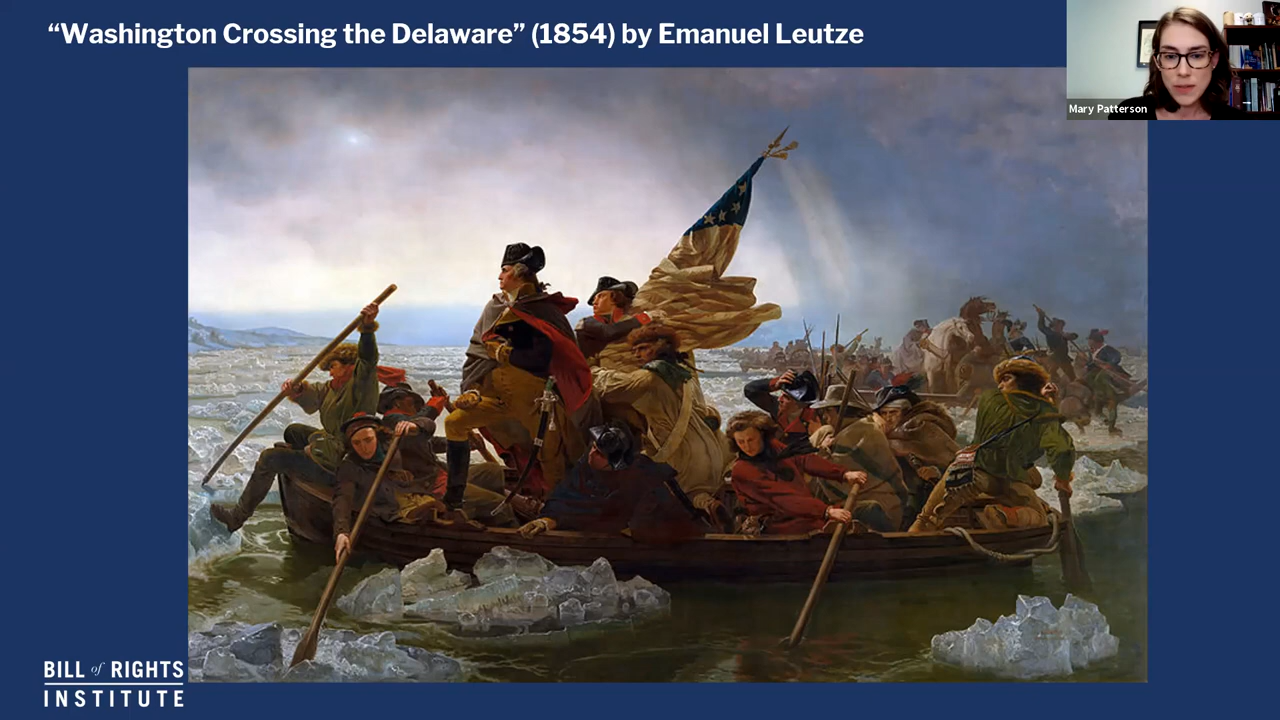 “Washington Crossing the Delaware” (1854) by Emanuel Leutze
Mary Patterson
BILL of RIGHTS
INSTITUTE